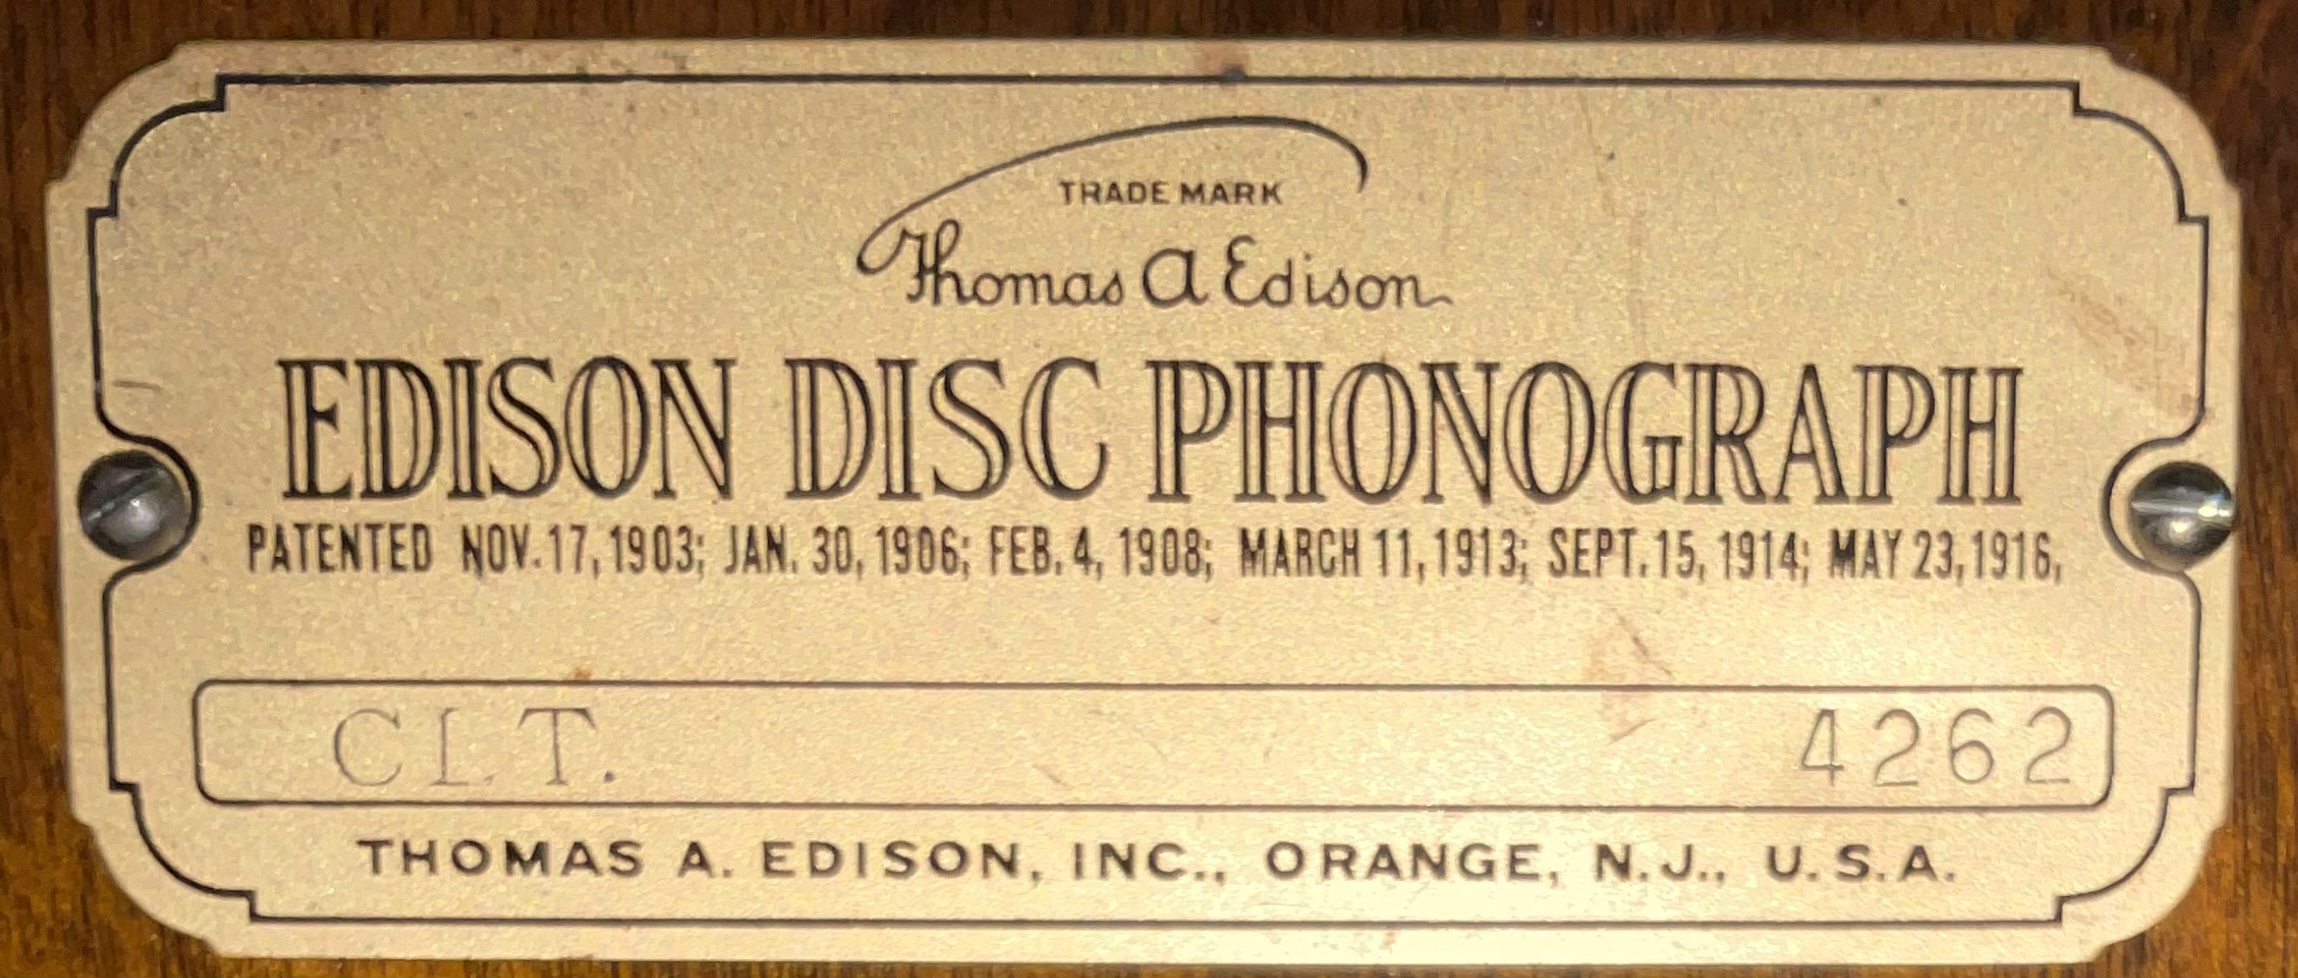 TRADE MARK
Thomas A Edison
EDISON DISC PHONOGRAPH
PATENTED NOV. 17, 1903; JAN. 30, 1906; FEB. 4, 1908; MARCH 11, 1913; SEPT. 15, 1914; MAY 23, 1916,
CLT. 4262
THOMAS A. EDISON, INC., ORANGE, N.J., U.S.A.